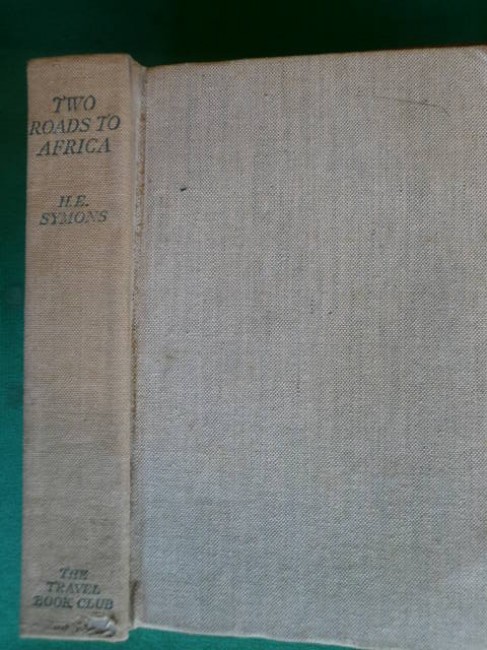 TWO
ROADS TO
AFRICA
H.E.
SYMONS
THE
TRAVEL
BOOK CLUB